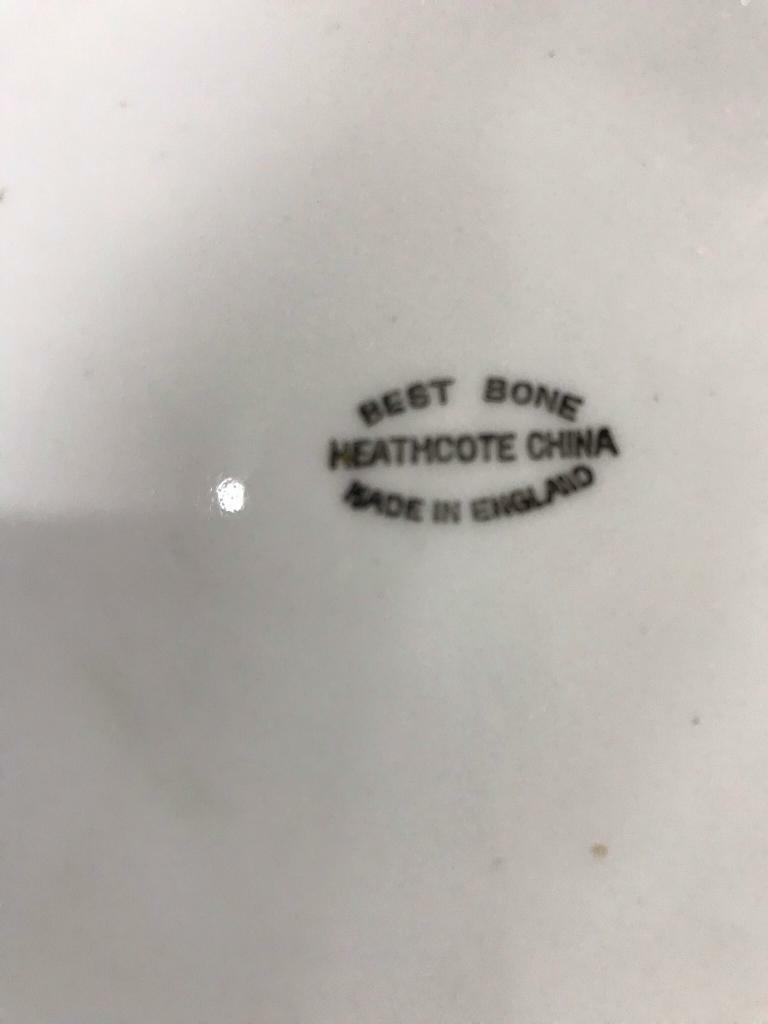 BEST BONE
HEATHCOTE CHINA
MADE IN ENGLAND